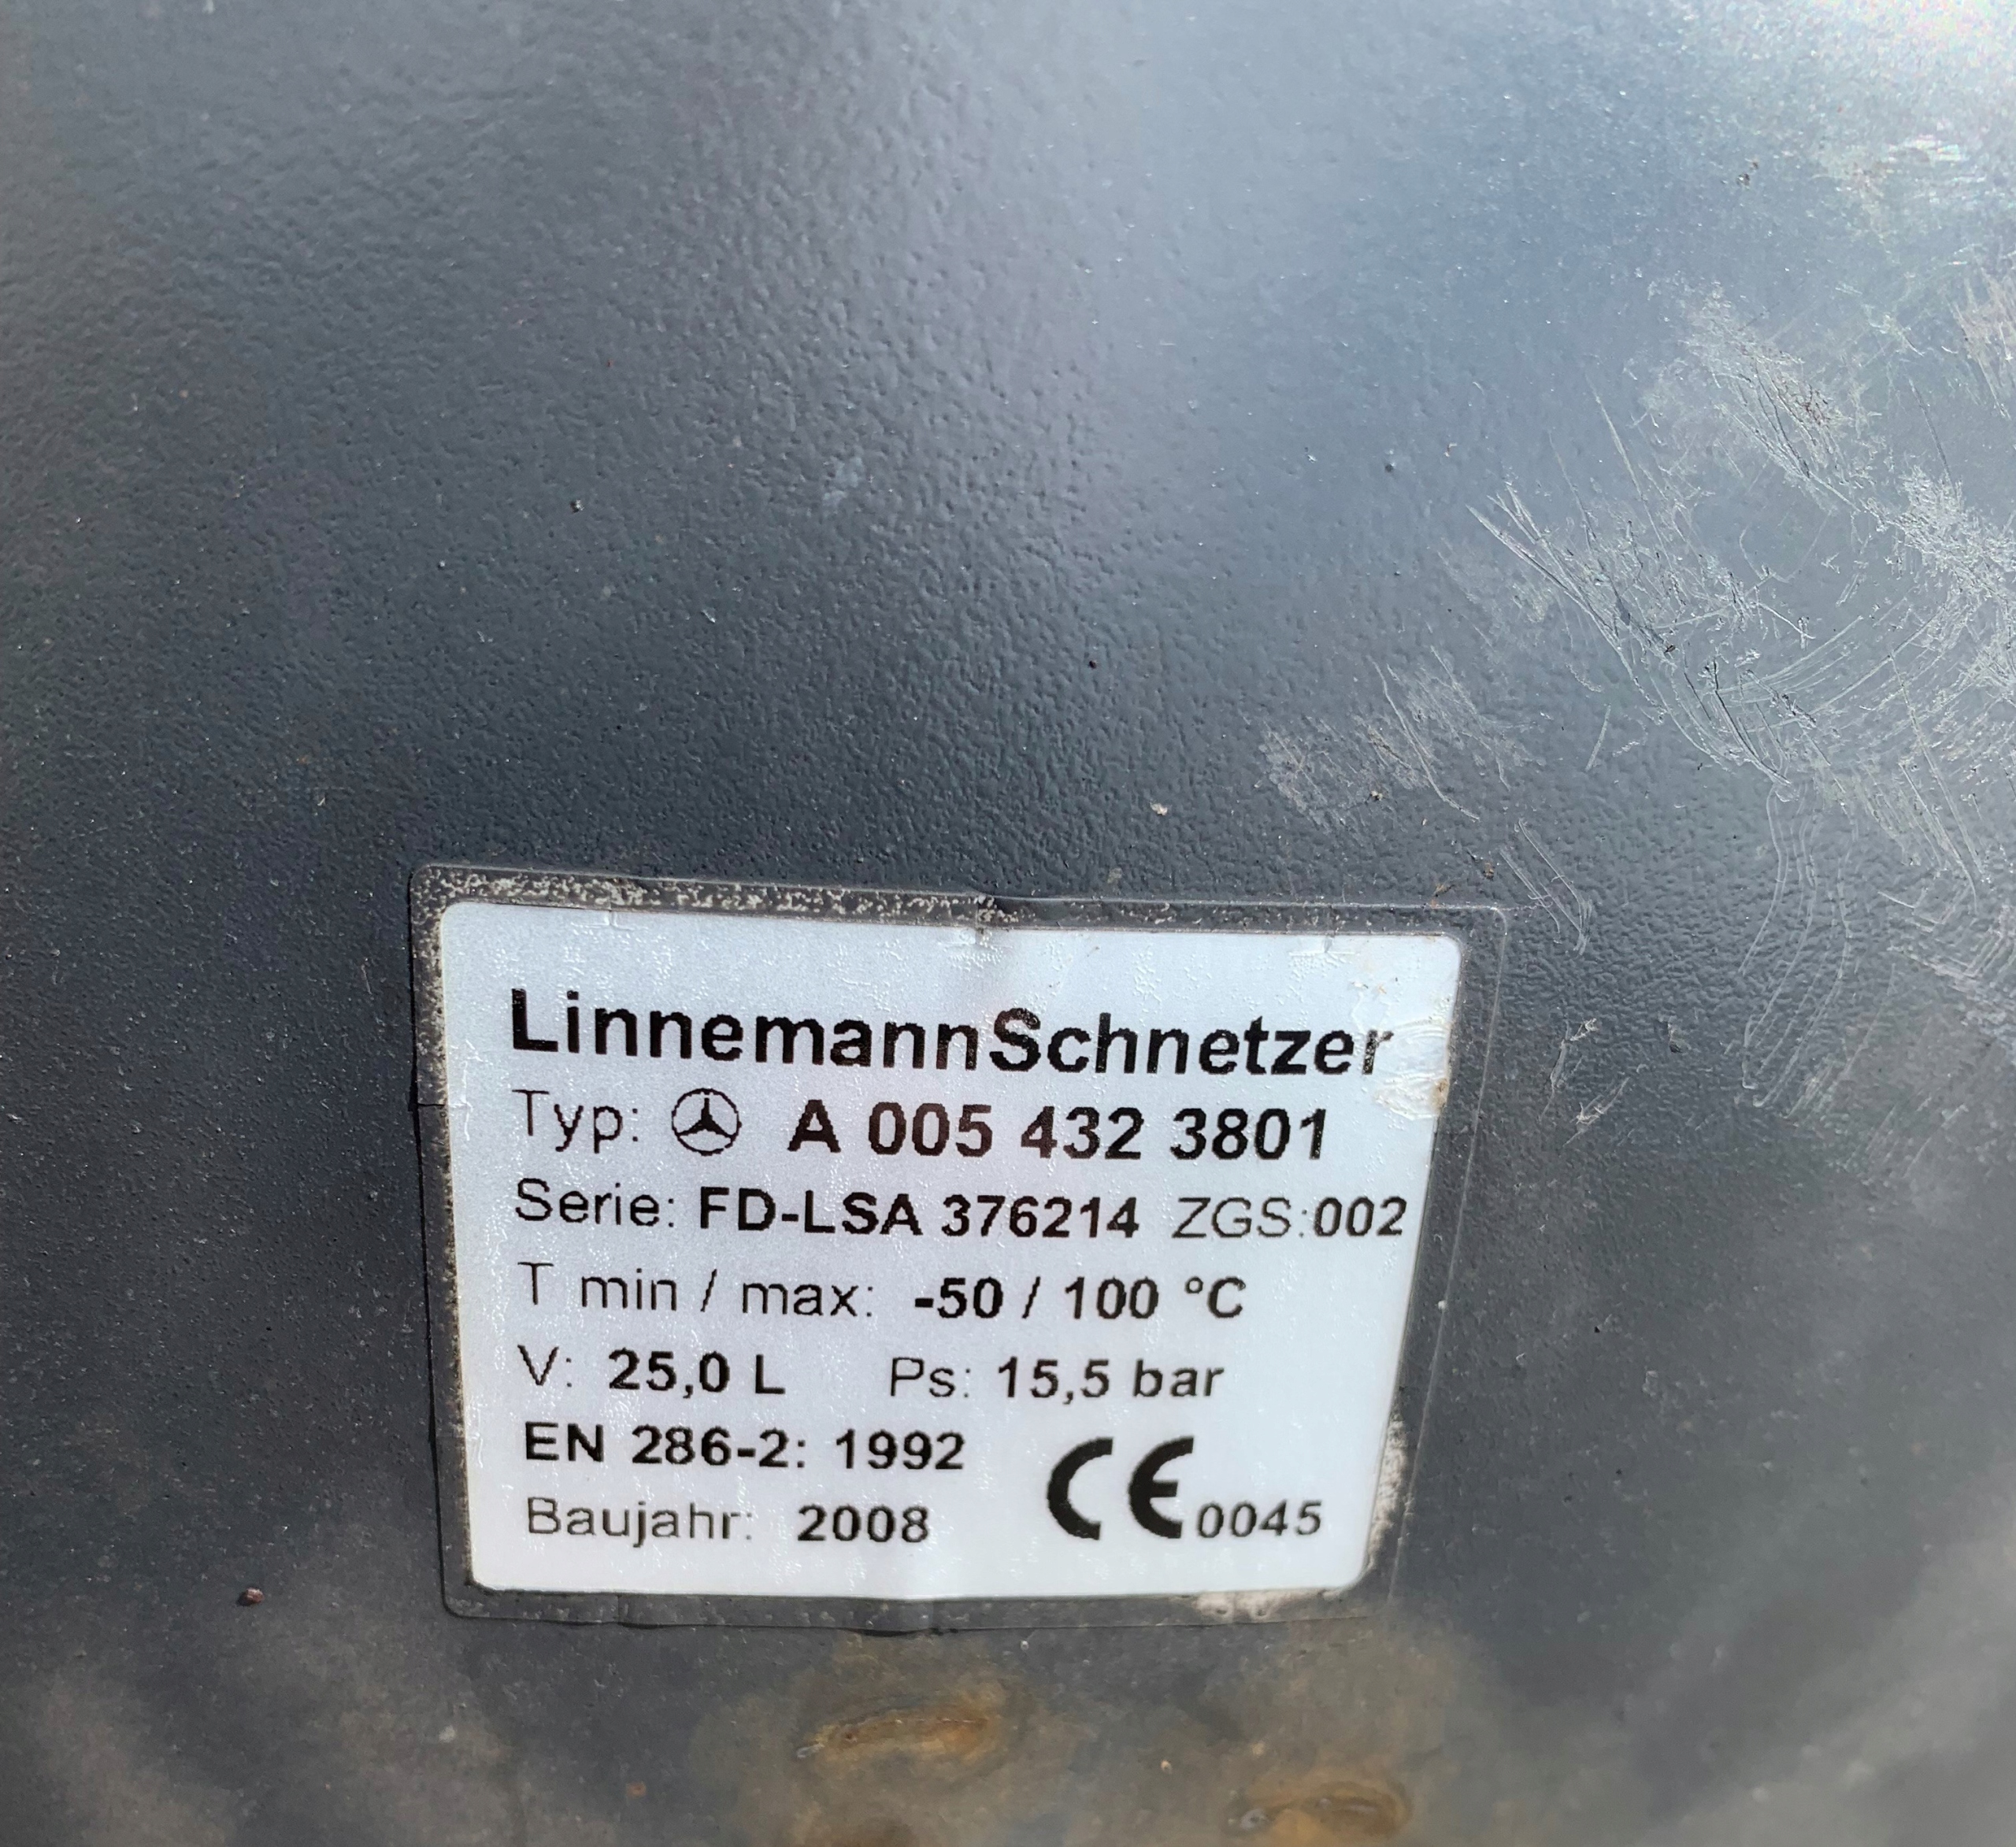 LinnemannSchnetzer
Typ: A 005 432 3801
Serie: FD-LSA 376214 ZGS:002
T min / max: -50 / 100 °C
V: 25,0 L Ps: 15,5 bar
EN 286-2: 1992
Baujahr: 2008 CE 0045